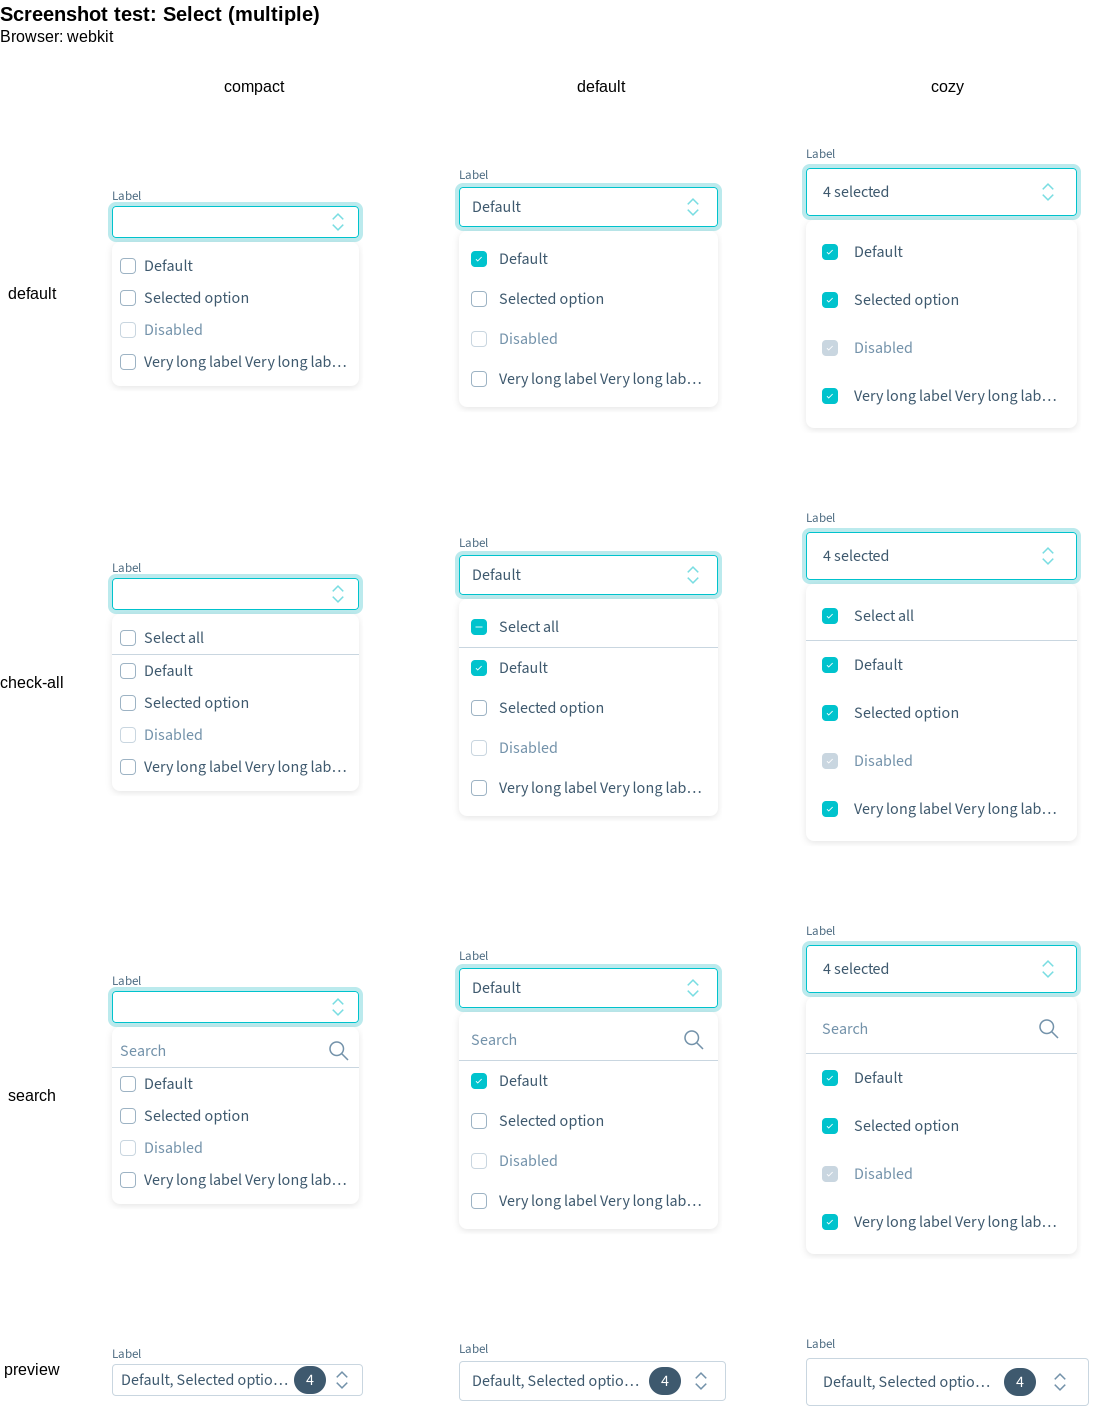 Screenshot test: Select (multiple)
Browser: webkit
compact
default
cozy
default
Label
Default
Selected option
Disabled
Very long label Very long lab…
Label
Default
Default
Selected option
Disabled
Very long label Very long lab…
Label
4 selected
Default
Selected option
Disabled
Very long label Very long lab…
check-all
Label
Select all
Default
Selected option
Disabled
Very long label Very long lab…
Label
Default
Select all
Default
Selected option
Disabled
Very long label Very long lab…
Label
4 selected
Select all
Default
Selected option
Disabled
Very long label Very long lab…
search
Label
Search
Default
Selected option
Disabled
Very long label Very long lab…
Label
Default
Search
Default
Selected option
Disabled
Very long label Very long lab…
Label
4 selected
Search
Default
Selected option
Disabled
Very long label Very long lab…
preview
Label
Default, Selected optio… 4
Label
Default, Selected optio… 4
Label
Default, Selected optio… 4